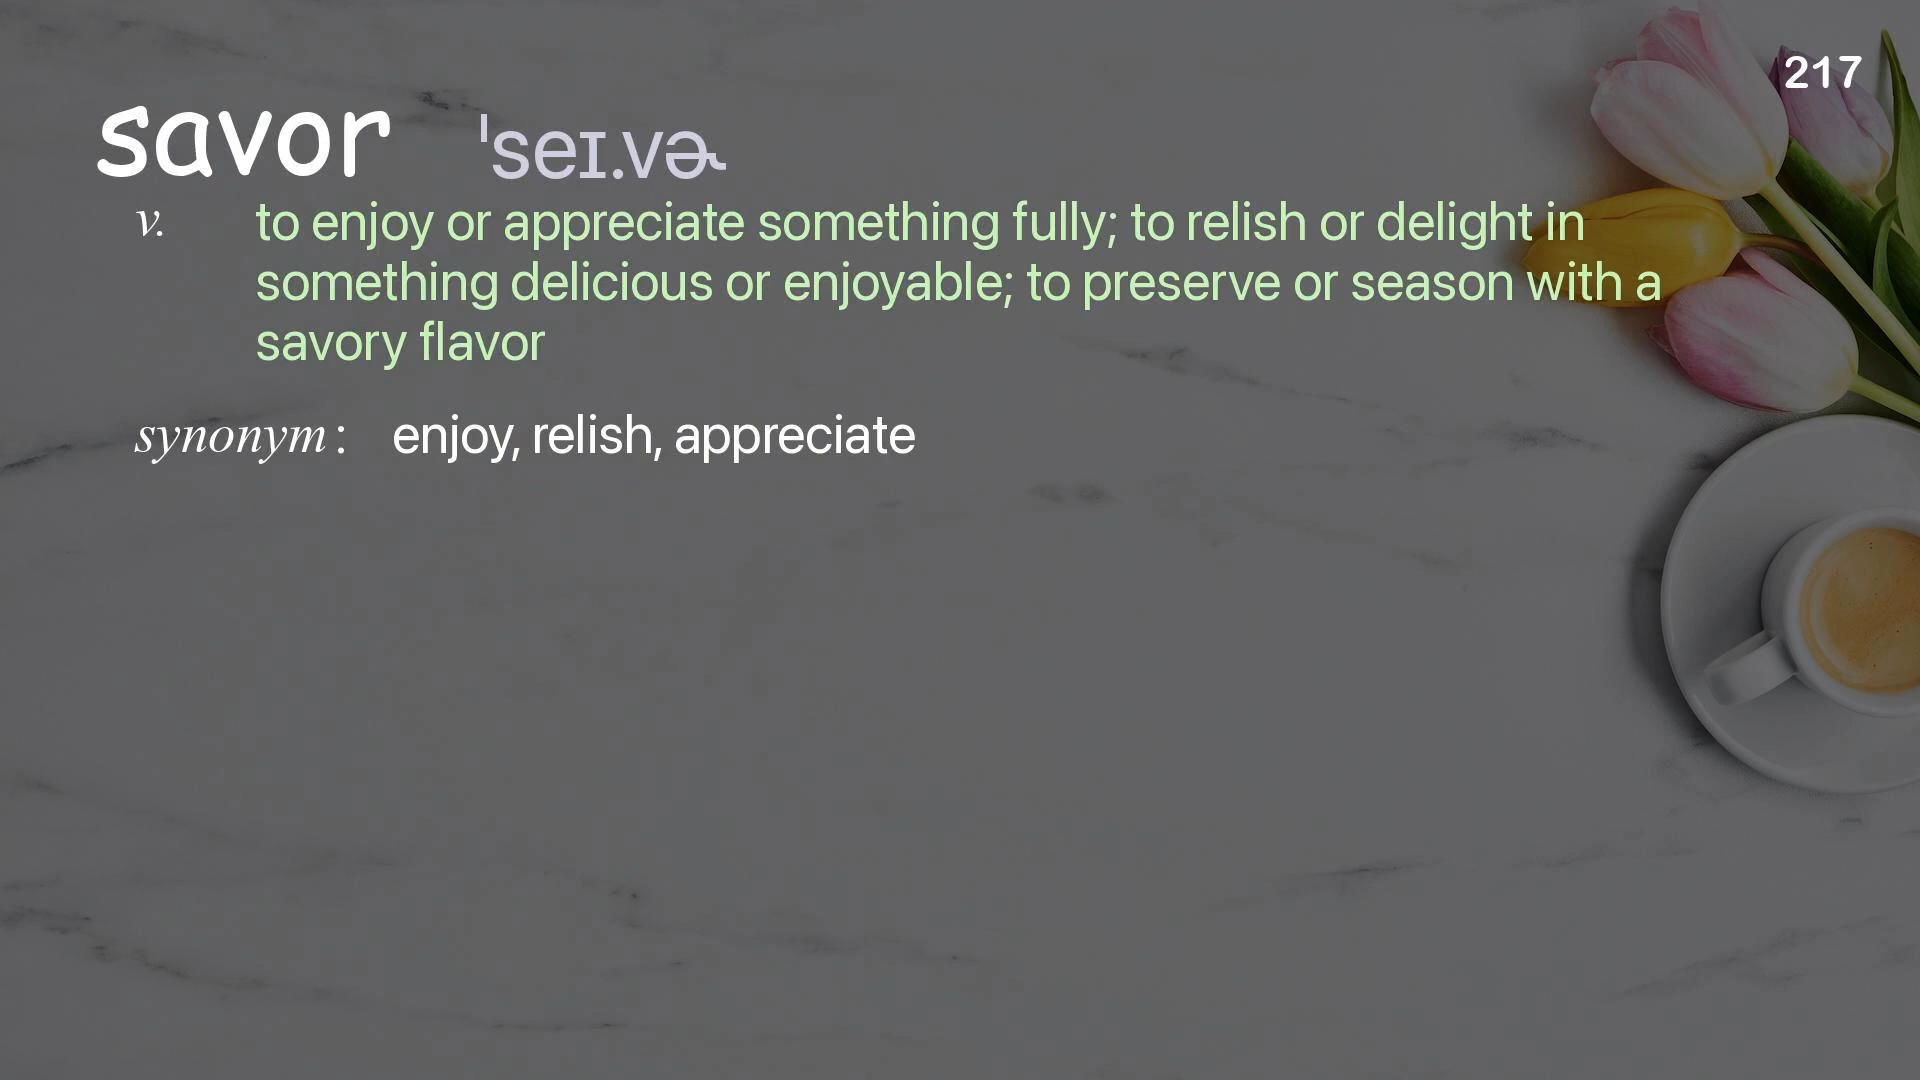 217
savor ˈseɪ.vɚ
v. to enjoy or appreciate something fully; to relish or delight in
something delicious or enjoyable; to preserve or season with a
savory flavor
synonym : enjoy, relish, appreciate